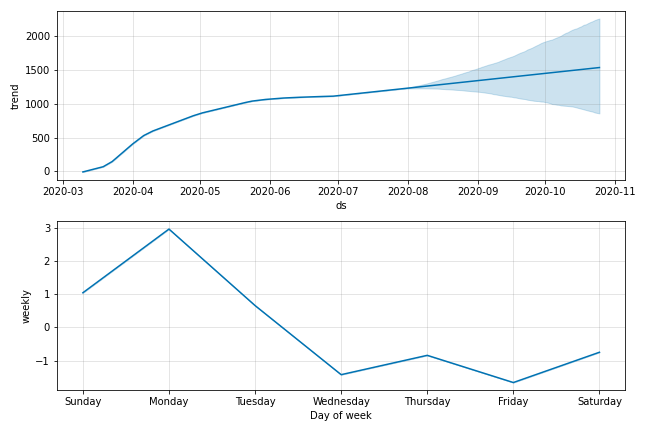 2000
1500
1000
500
0
trend
2020-03 2020-04 2020-05 2020-06 2020-07 2020-08 2020-09 2020-10 2020-11
ds
3
2
1
0
−1
weekly
Sunday Monday Tuesday Wednesday Thursday Friday Saturday
Day of week